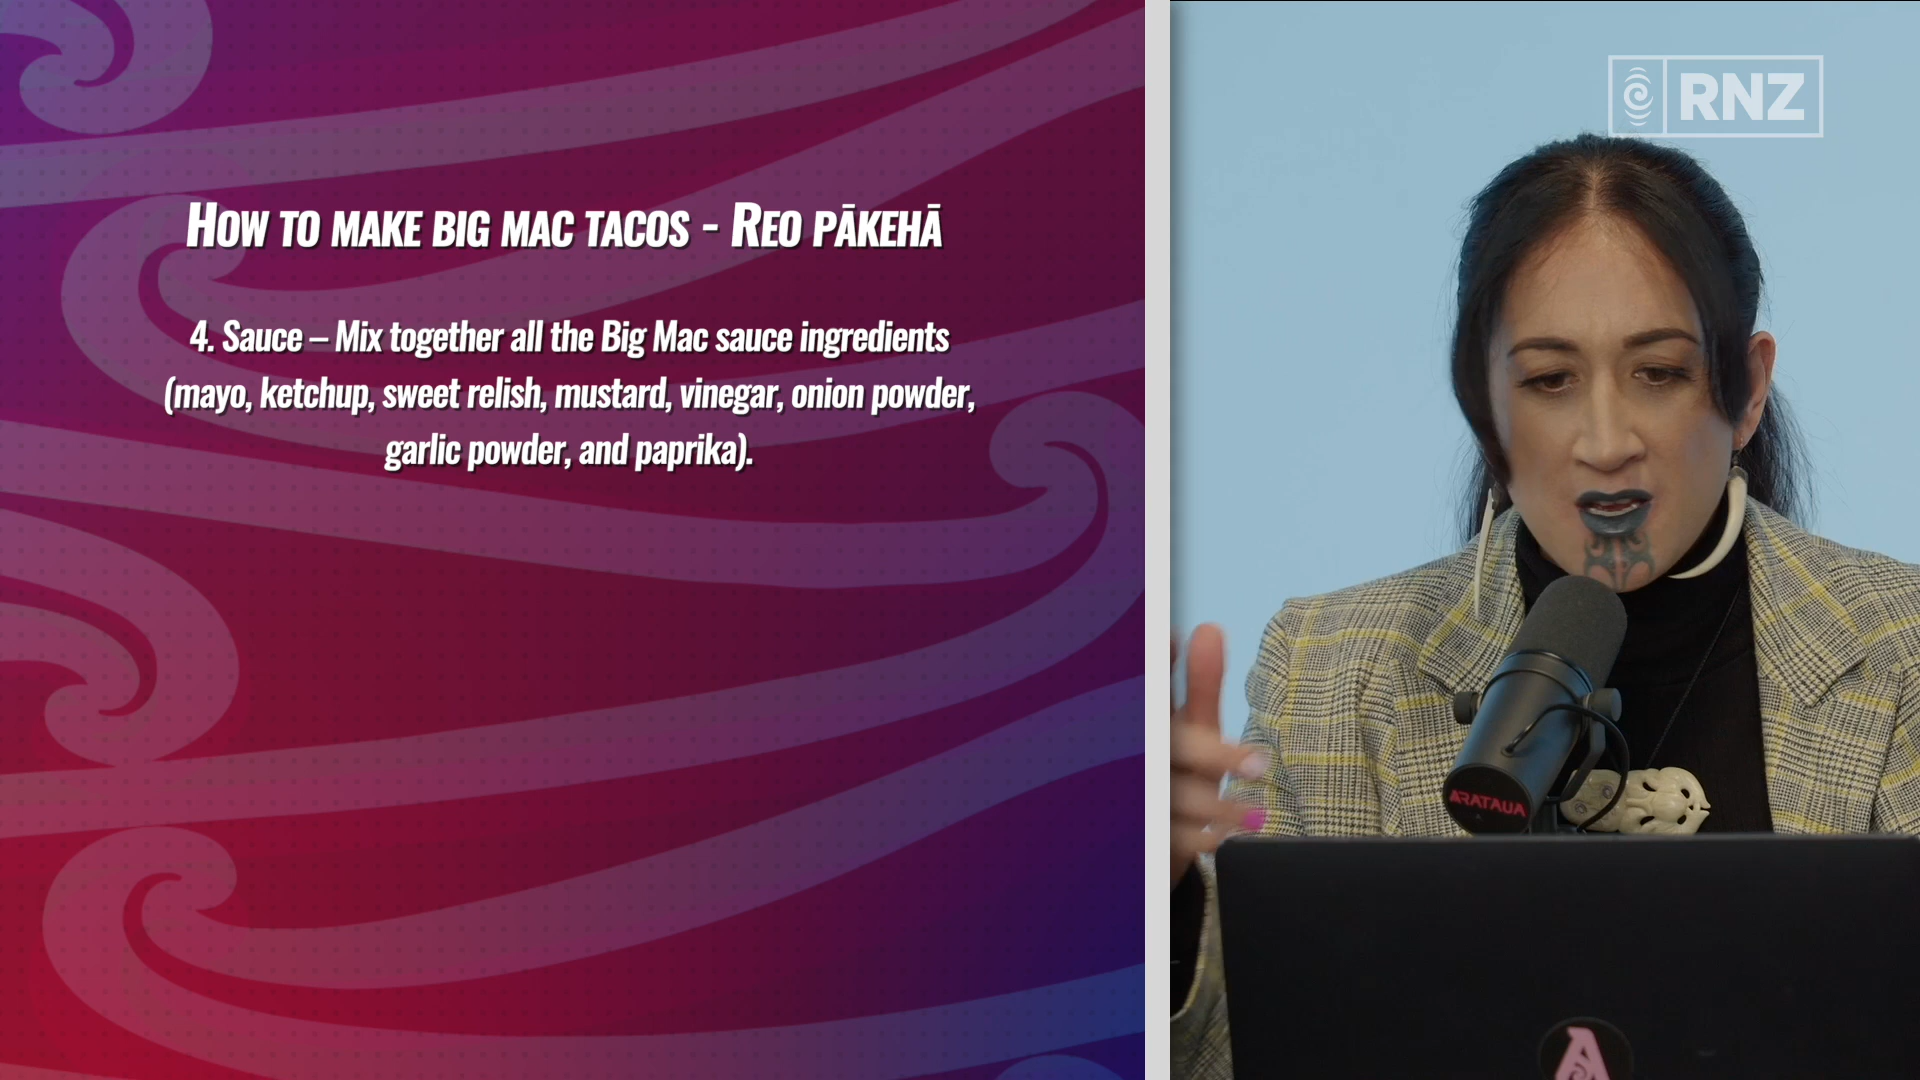 How to make big mac tacos - Reo pākehā
4. Sauce – Mix together all the Big Mac sauce ingredients
(mayo, ketchup, sweet relish, mustard, vinegar, onion powder,
garlic powder, and paprika).
RNZ
ARATAUA